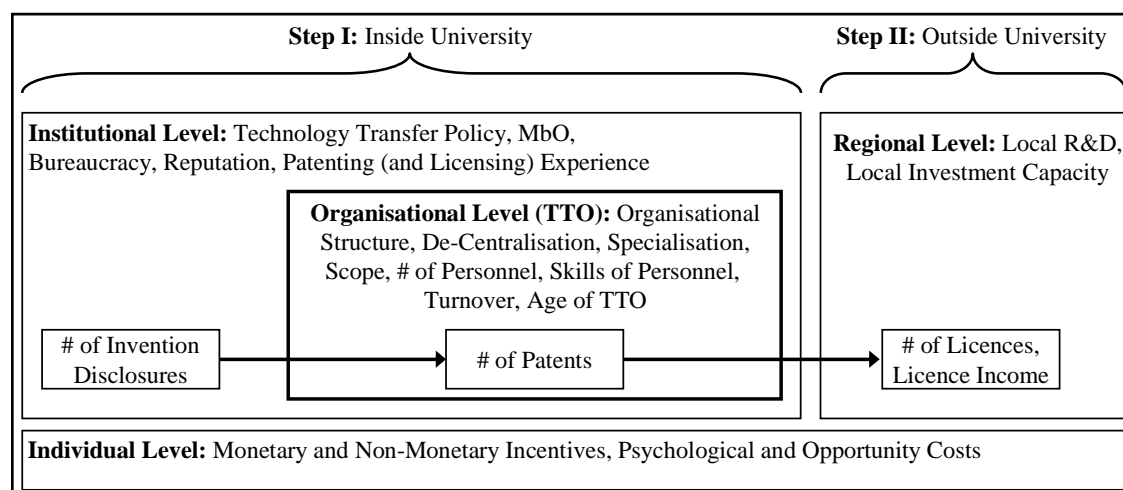 Step I: Inside University
Step II: Outside University
Institutional Level: Technology Transfer Policy, MbO,
Bureaucracy, Reputation, Patenting (and Licensing) Experience
Regional Level: Local R&D,
Local Investment Capacity
Organisational Level (TTO): Organisational
Structure, De-Centralisation, Specialisation,
Scope, # of Personnel, Skills of Personnel,
Turnover, Age of TTO
# of Invention
Disclosures
# of Patents
# of Licences,
Licence Income
Individual Level: Monetary and Non-Monetary Incentives, Psychological and Opportunity Costs